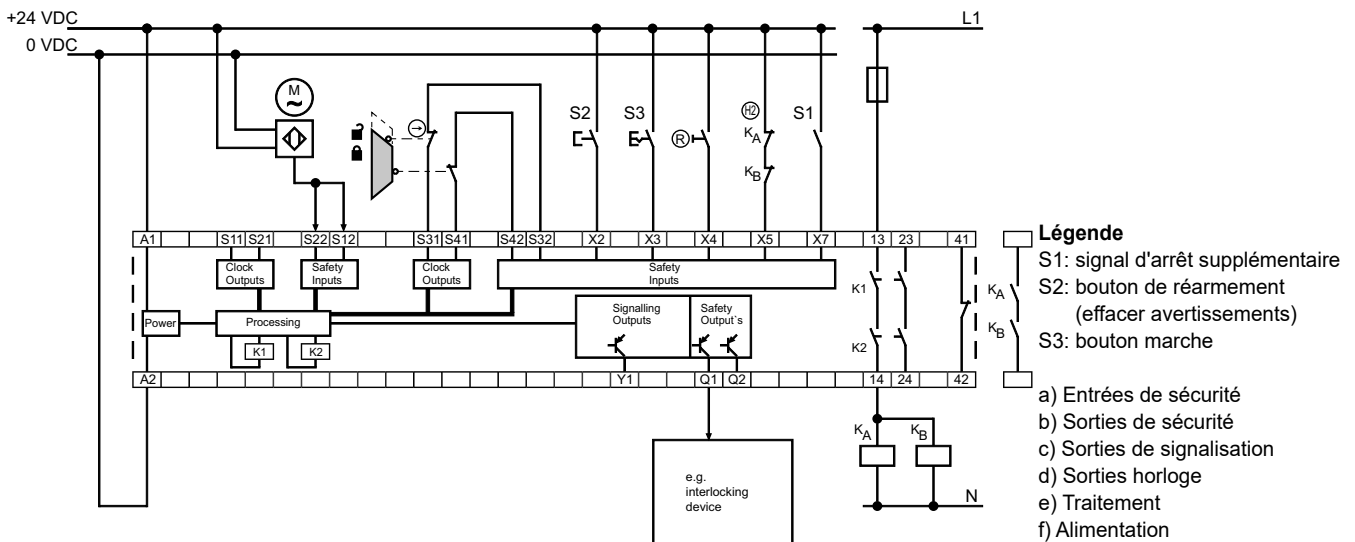 +24 VDC
L1
0 VDC
M
~
S2
S3
H2
S1
KA
R
KB
A1 S11 S21 S22 S12 S31 S41 S42 S32 X2 X3 X4 X5 X7 13 23 41
Clock
Outputs
Safety
Inputs
Clock
Outputs
Safety
Inputs
K1
Signalling
Outputs
Safety
Output`s
Power
Processing
K1
K2
K2
KA
KB
A2 Y1 Q1 Q2 14 24 42
KA
KB
e.g.
interlocking
device
N
Légende
S1: signal d'arrêt supplémentaire
S2: bouton de réarmement
(effacer avertissements)
S3: bouton marche
a) Entrées de sécurité
b) Sorties de sécurité
c) Sorties de signalisation
d) Sorties horloge
e) Traitement
f) Alimentation